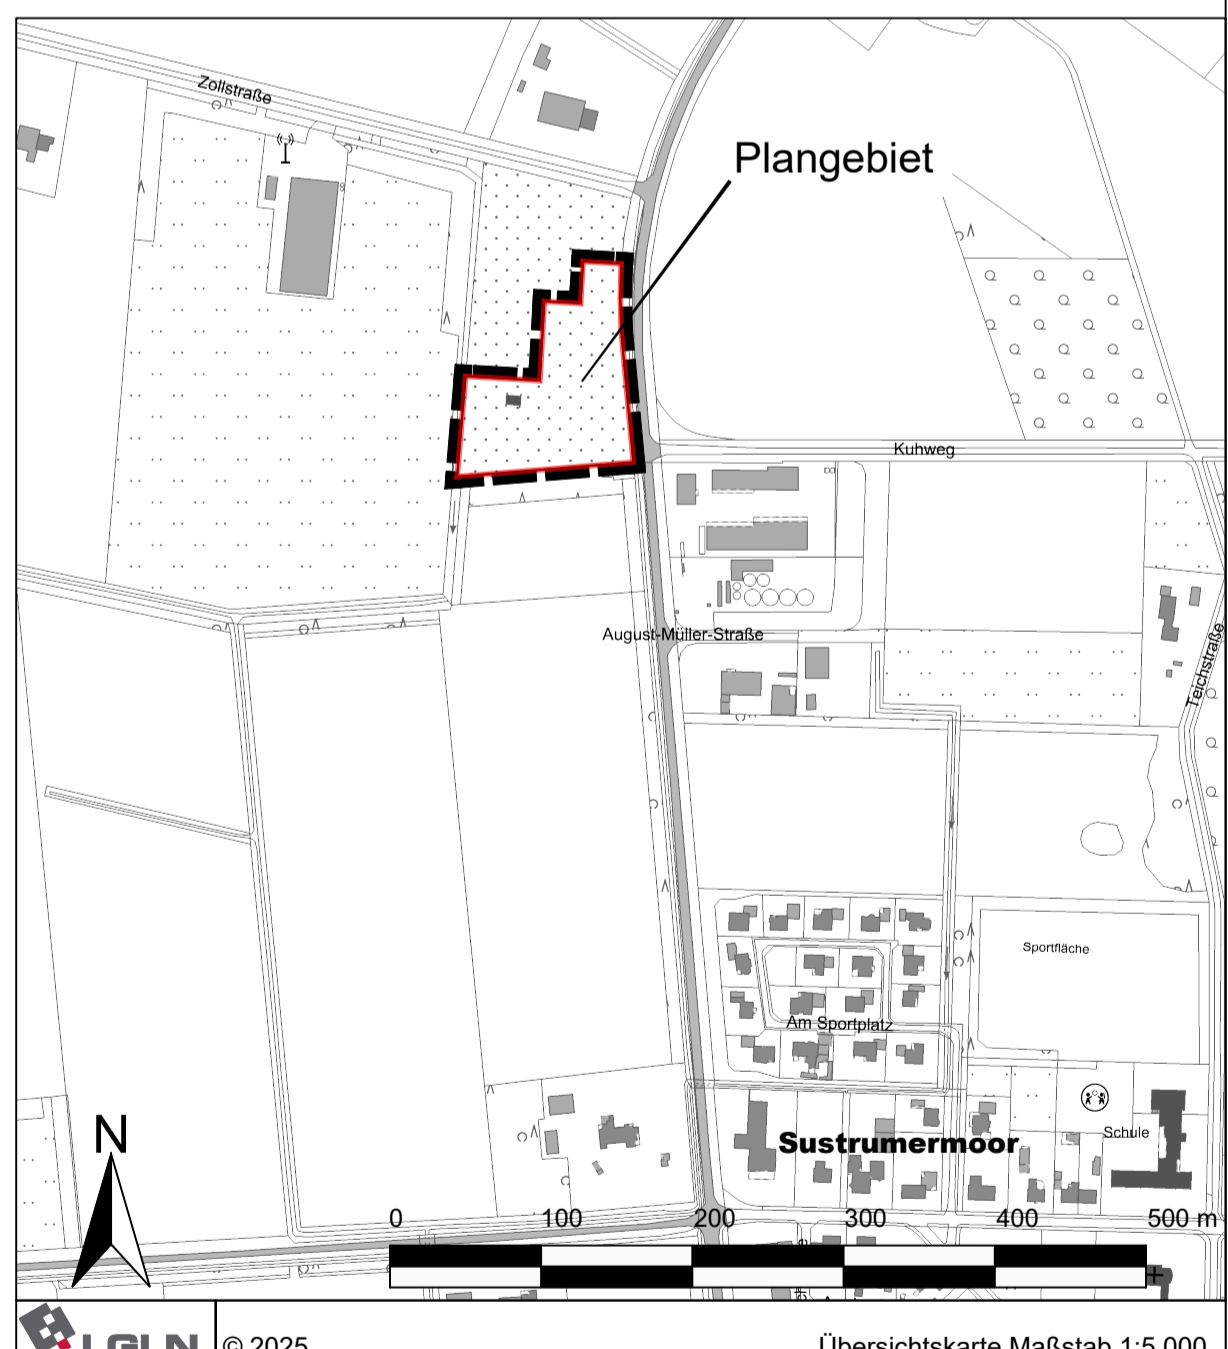 Zollstraße
Plangebiet
Kuhweg
August-Müller-Straße
Teichstraße
Sportfläche
Am Sportplatz
N
Sustrumermoor
Schule
0 100 200 300 400 500 m
LGLN
© 2025
Übersichtskarte Maßstab 1:5 000